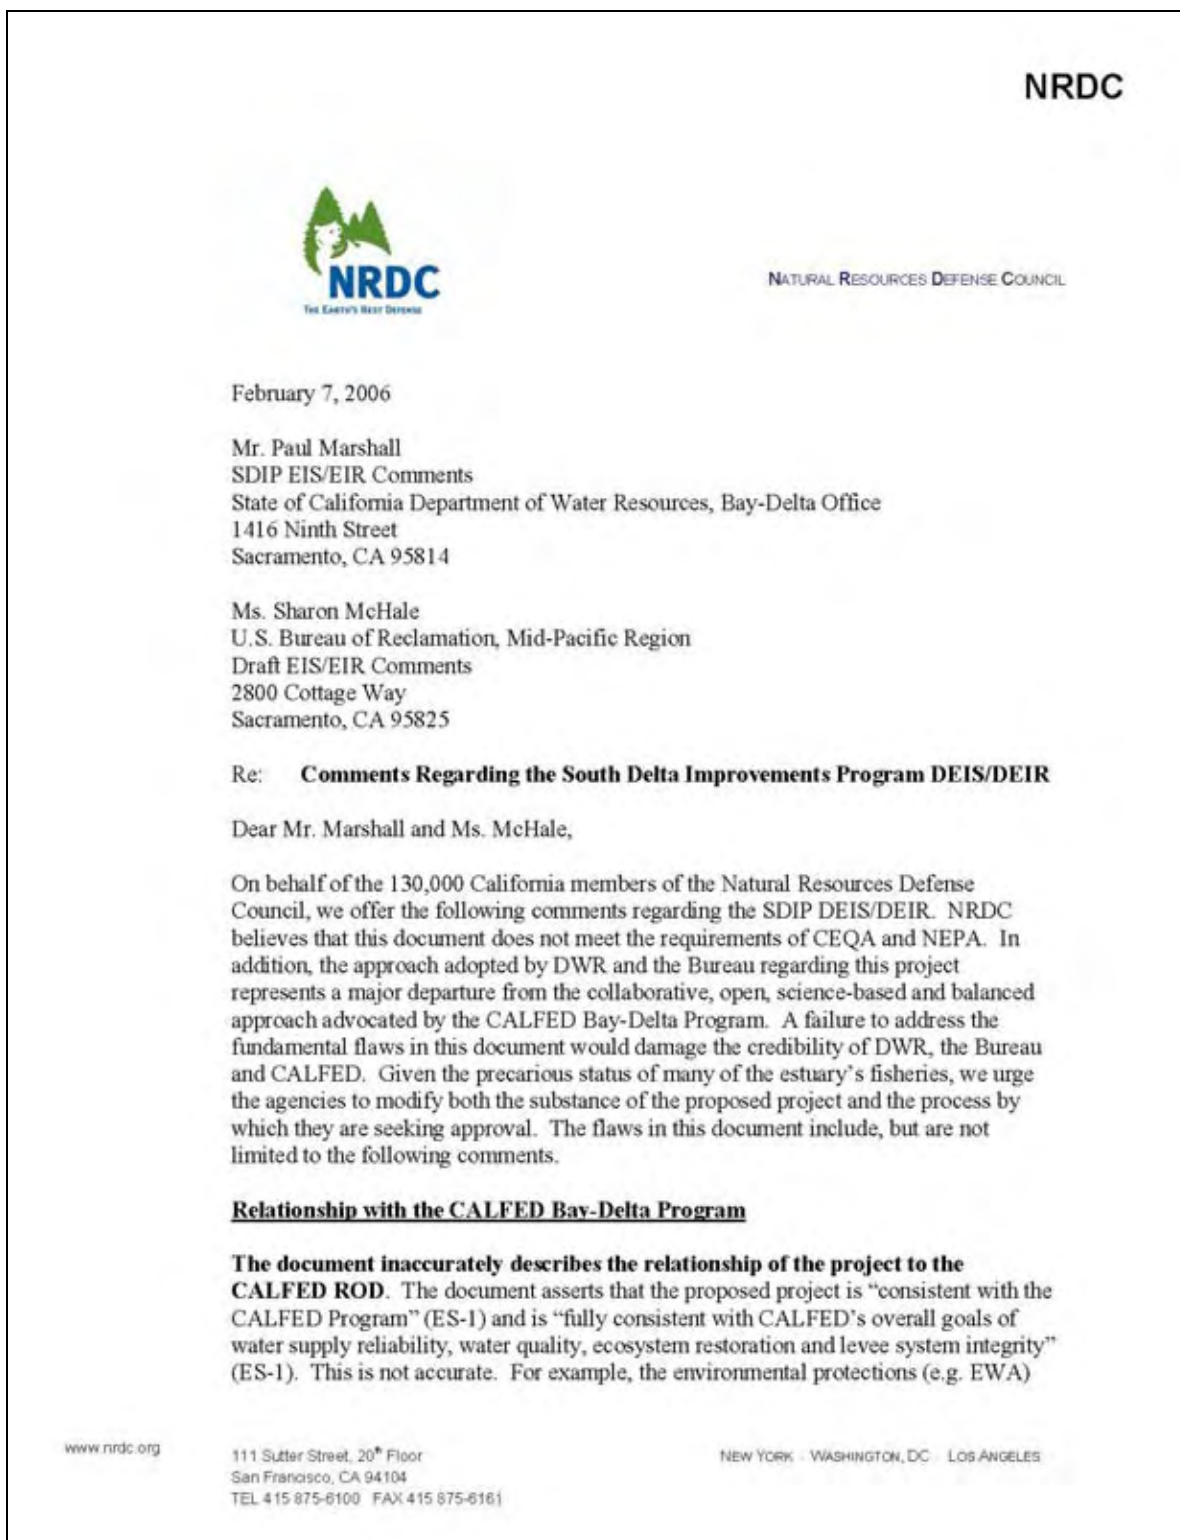 NRDC
NRDC
THE EARTH'S BEST DEFENSE
NATURAL RESOURCES DEFENSE COUNCIL
February 7, 2006
Mr. Paul Marshall
SDIP EIS/EIR Comments
State of California Department of Water Resources, Bay-Delta Office
1416 Ninth Street
Sacramento, CA 95814
Ms. Sharon McHale
U.S. Bureau of Reclamation, Mid-Pacific Region
Draft EIS/EIR Comments
2800 Cottage Way
Sacramento, CA 95825
Re: Comments Regarding the South Delta Improvements Program DEIS/DEIR
Dear Mr. Marshall and Ms. McHale,
On behalf of the 130,000 California members of the Natural Resources Defense
Council, we offer the following comments regarding the SDIP DEIS/DEIR. NRDC
believes that this document does not meet the requirements of CEQA and NEPA. In
addition, the approach adopted by DWR and the Bureau regarding this project
represents a major departure from the collaborative, open, science-based and balanced
approach advocated by the CALFED Bay-Delta Program. A failure to address the
fundamental flaws in this document would damage the credibility of DWR, the Bureau
and CALFED. Given the precarious status of many of the estuary's fisheries, we urge
the agencies to modify both the substance of the proposed project and the process by
which they are seeking approval. The flaws in this document include, but are not
limited to the following comments.
Relationship with the CALFED Bay-Delta Program
The document inaccurately describes the relationship of the project to the
CALFED ROD. The document asserts that the proposed project is “consistent with the
CALFED Program” (ES-1) and is “fully consistent with CALFED’s overall goals of
water supply reliability, water quality, ecosystem restoration and levee system integrity”
(ES-1). This is not accurate. For example, the environmental protections (e.g. EWA)
www.nrdc.org
111 Sutter Street, 20th Floor
San Francisco, CA 94104
TEL 415 875-6100 FAX 415 875-6161
NEW YORK · WASHINGTON, DC · LOS ANGELES